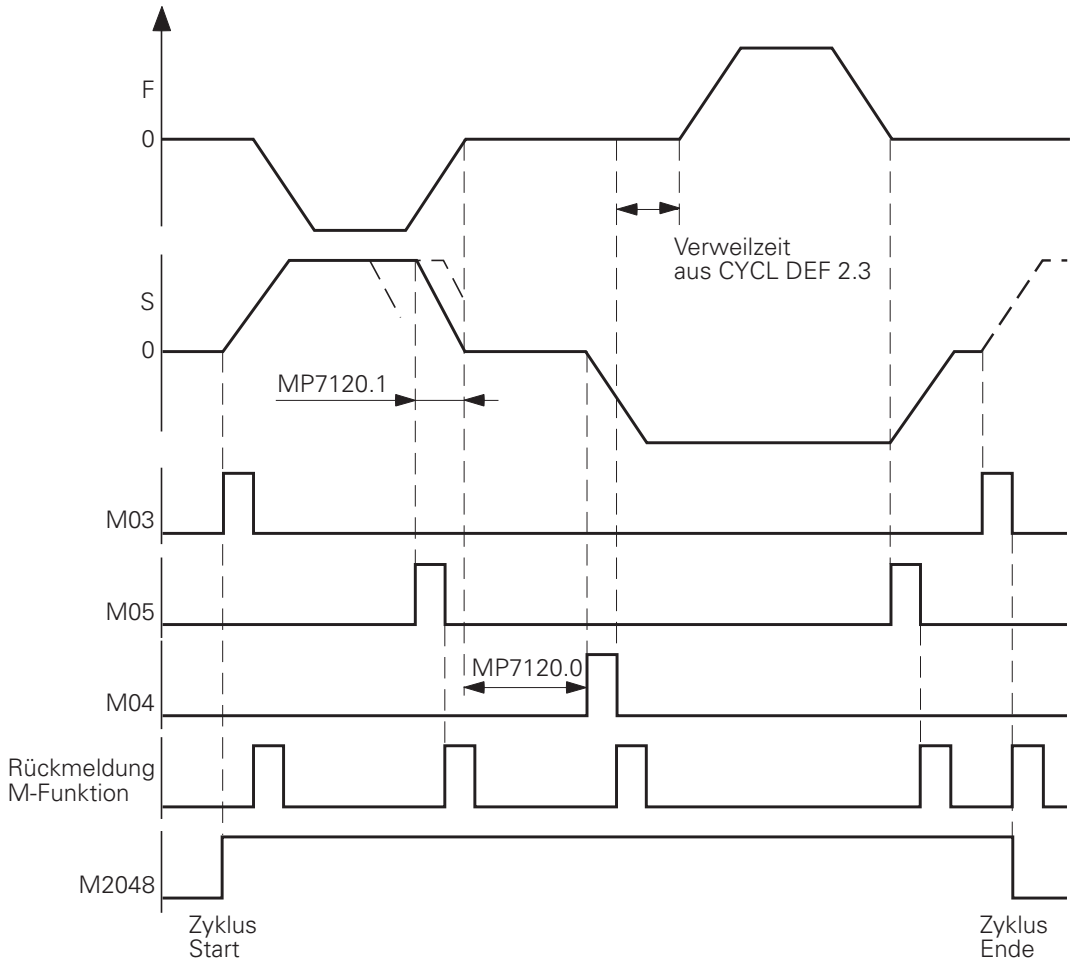 F
0
Verweilzeit
aus CYCL DEF 2.3
S
0
MP7120.1
M03
M05
MP7120.0
M04
Rückmeldung
M-Funktion
M2048
Zyklus
Start
Zyklus
Ende